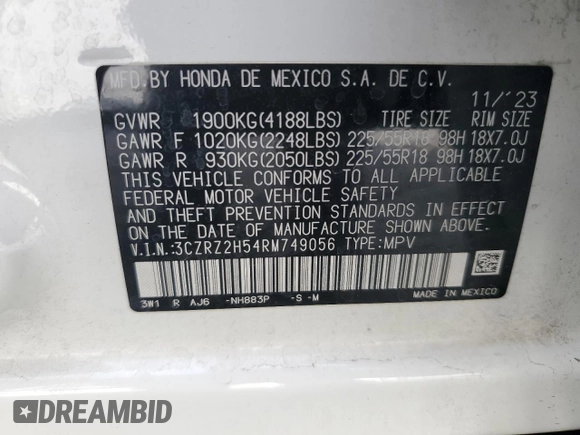 MFD.BY HONDA DE MEXICO S.A. DE C.V.
11/'23
GVWR 1900KG(4188LBS) TIRE SIZE RIM SIZE
GAWR F 1020KG(2248LBS) 225/55R18 98H 18X7.0J
GAWR R 930KG(2050LBS) 225/55R18 98H 18X7.0J
THIS VEHICLE CONFORMS TO ALL APPLICABLE
FEDERAL MOTOR VEHICLE SAFETY
AND THEFT PREVENTION STANDARDS IN EFFECT
ON THE DATE OF MANUFACTURE SHOWN ABOVE.
V.I.N.:3CZRZ2H54RM749056 TYPE:MPV
3W1 R AJ6 -NH883P -S -M MADE IN MEXICO
DREAMBID